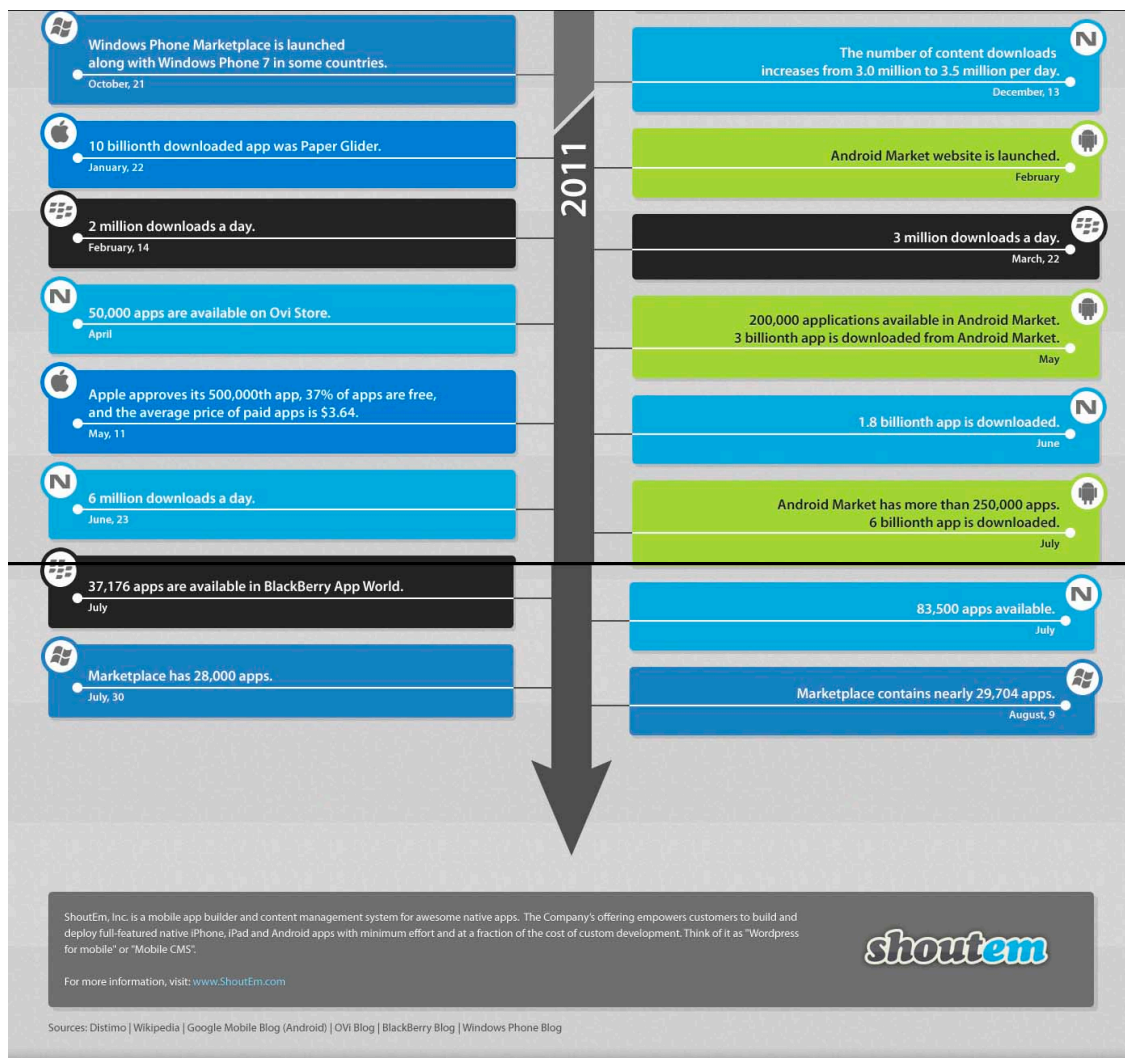 Windows Phone Marketplace is launched
along with Windows Phone 7 in some countries.
October, 21
The number of content downloads
increases from 3.0 million to 3.5 million per day.
December, 13
2011
10 billionth downloaded app was Paper Glider.
January, 22
Android Market website is launched.
February
2 million downloads a day.
February, 14
3 million downloads a day.
March, 22
50,000 apps are available on Ovi Store.
April
200,000 applications available in Android Market.
3 billionth app is downloaded from Android Market.
May
Apple approves its 500,000th app, 37% of apps are free,
and the average price of paid apps is $3.64.
May, 11
1.8 billionth app is downloaded.
June
6 million downloads a day.
June, 23
Android Market has more than 250,000 apps.
6 billionth app is downloaded.
July
37,176 apps are available in BlackBerry App World.
July
83,500 apps available.
July
Marketplace has 28,000 apps.
July, 30
Marketplace contains nearly 29,704 apps.
August, 9
ShoutEm, Inc. is a mobile app builder and content management system for awesome native apps. The Company's offering empowers customers to build and
deploy full-featured native iPhone, iPad and Android apps with minimum effort and at a fraction of the cost of custom development. Think of it as "Wordpress
for mobile" or "Mobile CMS".
For more information, visit: www.ShoutEm.com
shoutem
Sources: Distimo | Wikipedia | Google Mobile Blog (Android) | OVi Blog | BlackBerry Blog | Windows Phone Blog